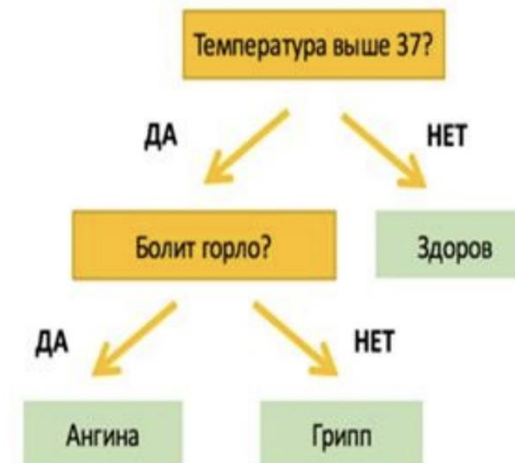 Температура выше 37?
ДА
НЕТ
Болит горло?
Здоров
ДА
НЕТ
Ангина
Грипп